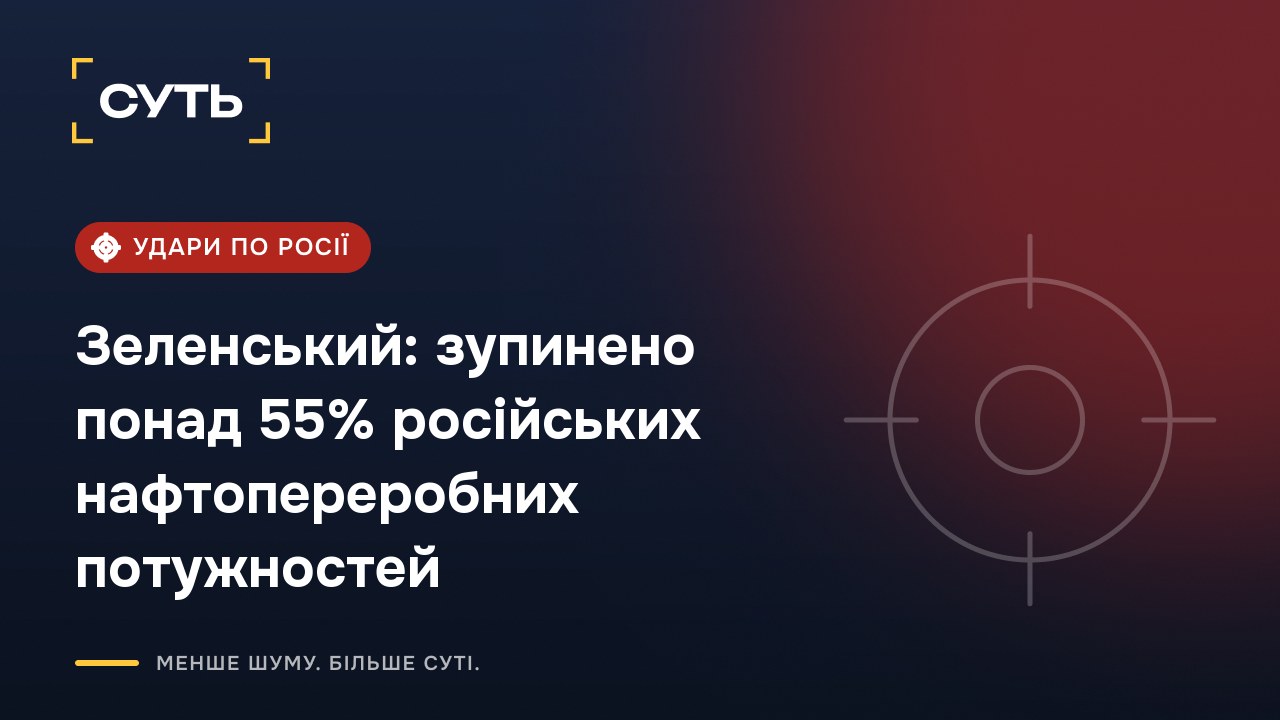 СУТЬ
УДАРИ ПО РОСІЇ
Зеленський: зупинено
понад 55% російських
нафтопереробних
потужностей
МЕНШЕ ШУМУ. БІЛЬШЕ СУТІ.